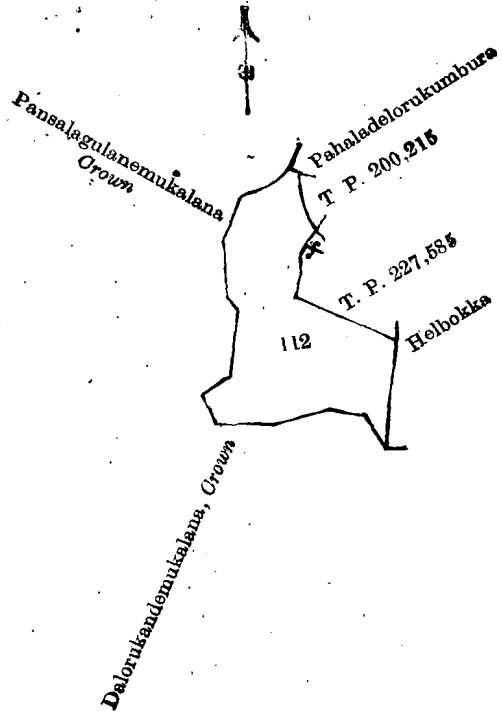 Pahaladelorukumbura
Pansalagulanemukalana
Crown
T. P. 200,215
T. P. 227,585
Helbokka
112
Dalorukandemukalana, Crown